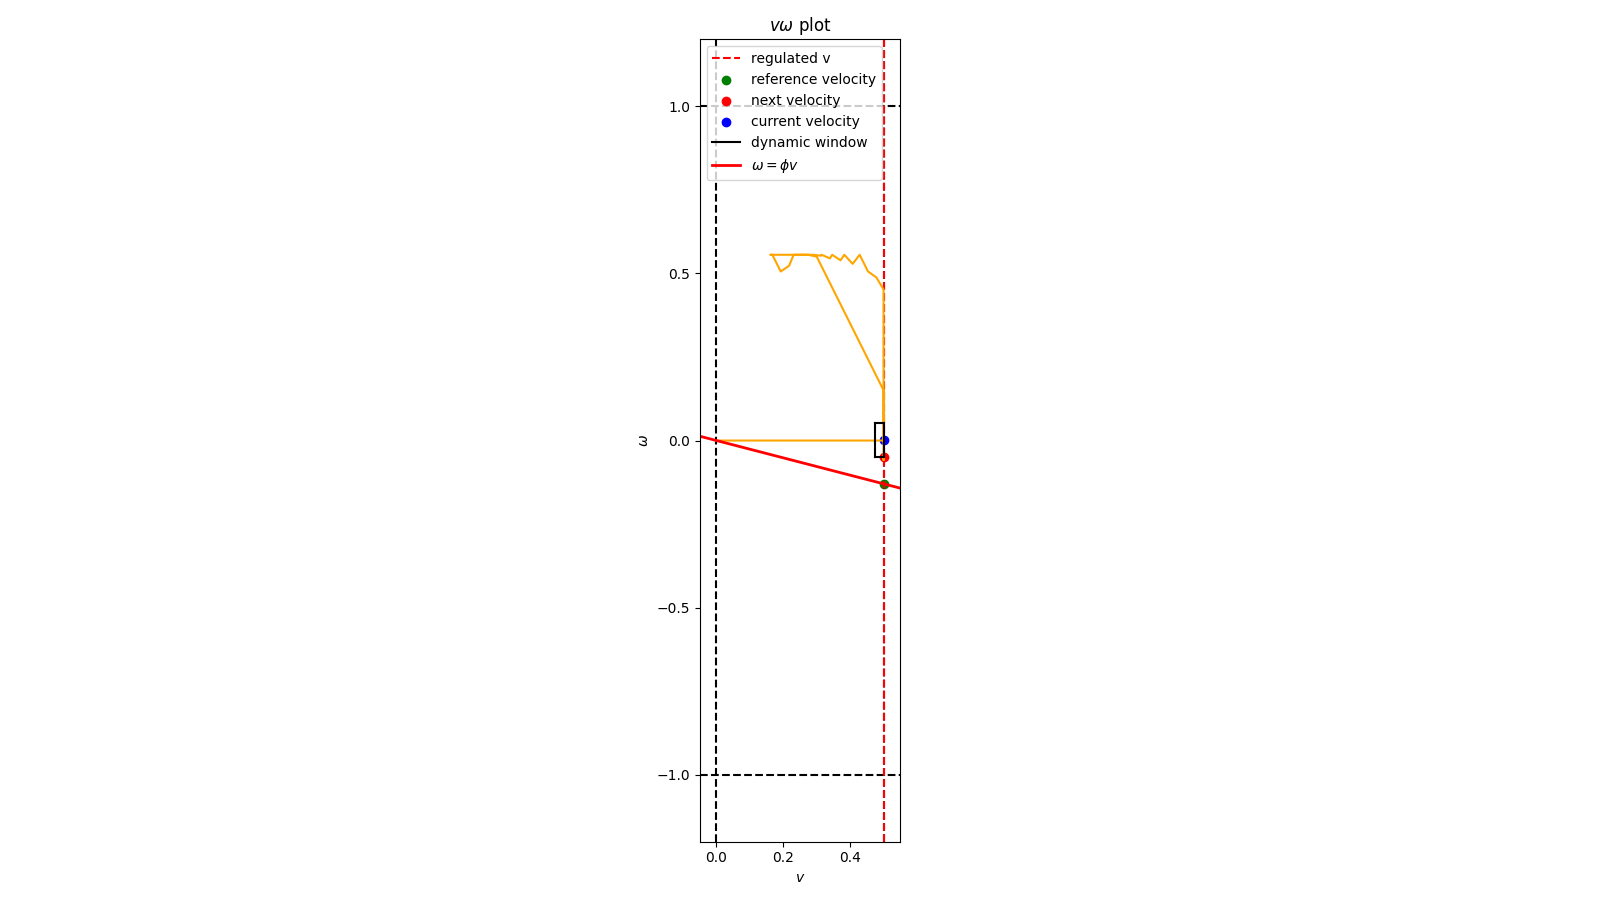 vω plot
regulated v
reference velocity
next velocity
current velocity
dynamic window
ω = ϕv
1.0
0.5
0.0
−0.5
−1.0
ω
0.0 0.2 0.4
v